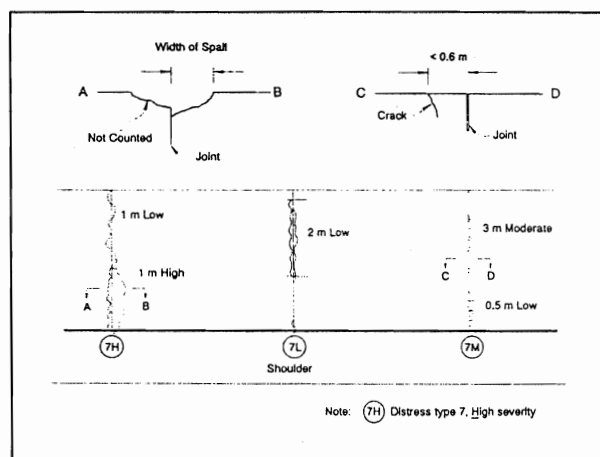 Width of Spall
< 0.6 m
A
B
C
D
Not Counted
Joint
Crack
Joint
1 m Low
2 m Low
3 m Moderate
1 m High
C
D
A
B
0.5 m Low
7H
7L
7M
Shoulder
Note: 7H Distress type 7, High severity